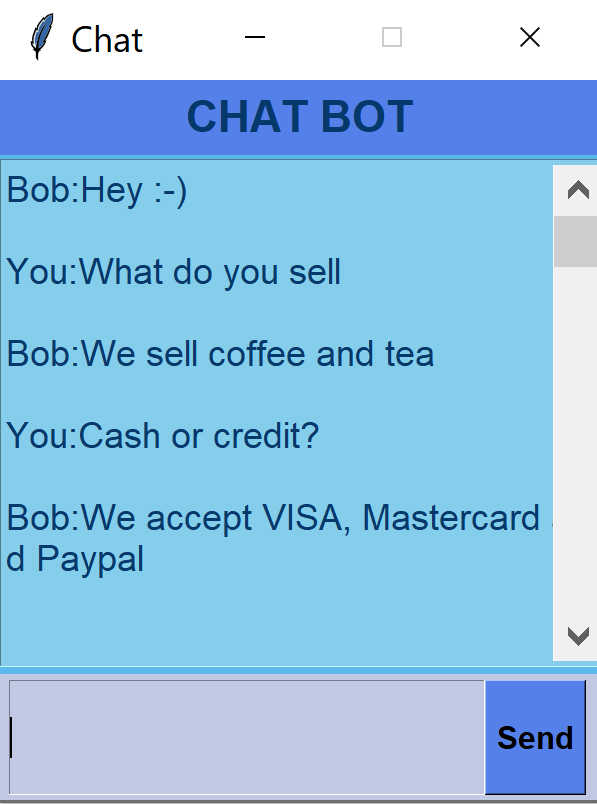 Chat
CHAT BOT
Bob:Hey :-)
You:What do you sell
Bob:We sell coffee and tea
You:Cash or credit?
Bob:We accept VISA, Mastercard
d Paypal
Send